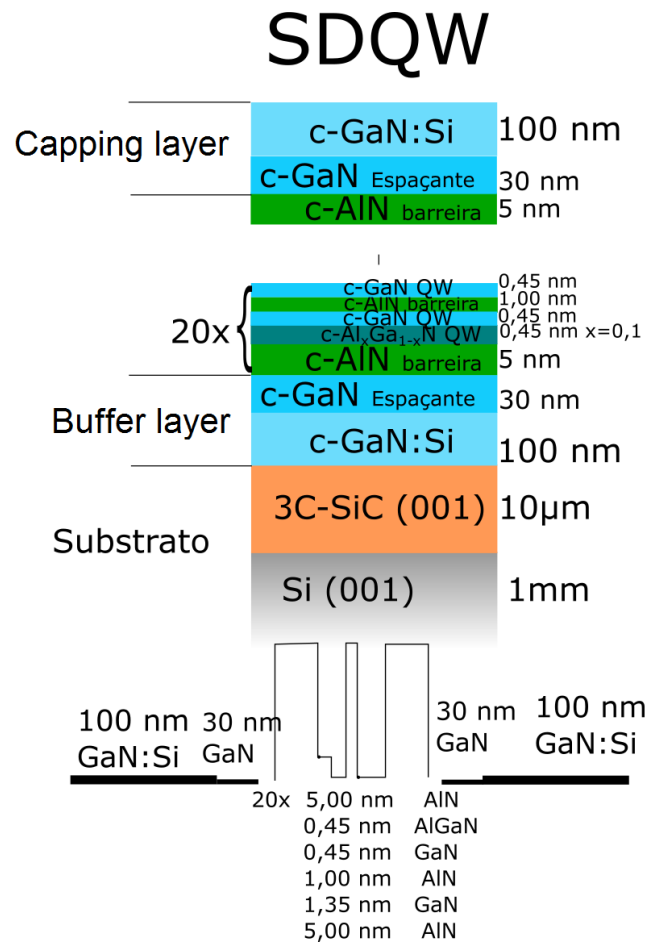 SDQW
Capping layer
c-GaN:Si 100 nm
c-GaN Espaçante 30 nm
c-AlN barreira 5 nm
20x
c-GaN QW 0,45 nm
c-AlN barreira 1,00 nm
c-GaN QW 0,45 nm
c-AlxGa1-xN QW 0,45 nm x=0,1
c-AlN barreira 5 nm
Buffer layer
c-GaN Espaçante 30 nm
c-GaN:Si 100 nm
Substrato
3C-SiC (001) 10µm
Si (001) 1mm
100 nm
GaN:Si
30 nm
GaN
30 nm
GaN
100 nm
GaN:Si
20x 5,00 nm AlN
0,45 nm AlGaN
0,45 nm GaN
1,00 nm AlN
1,35 nm GaN
5,00 nm AlN